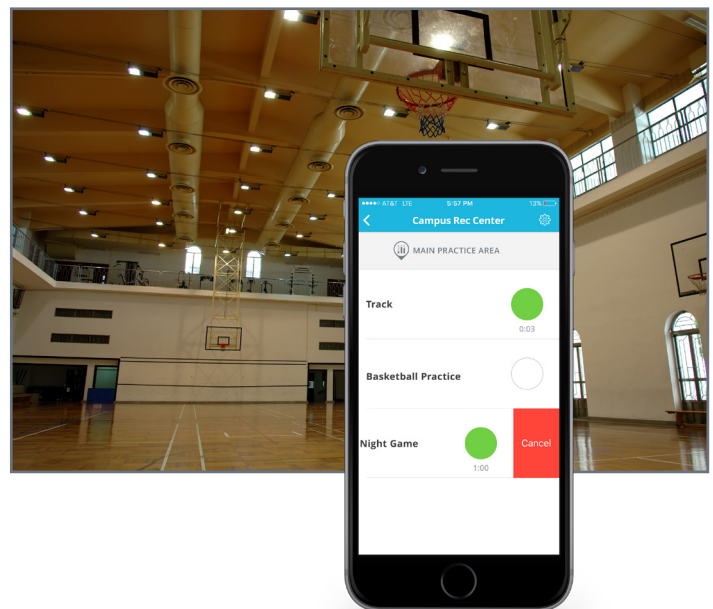 AT&T LTE 5:57 PM 13%
Campus Rec Center
MAIN PRACTICE AREA
Track
0:03
Basketball Practice
Night Game
Cancel
1:00